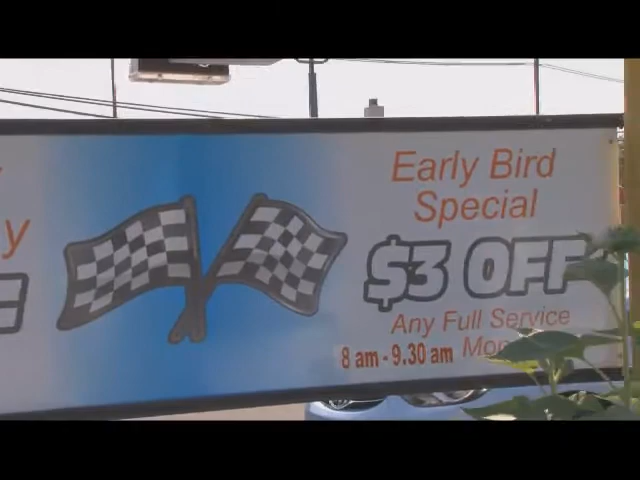 Early Bird
Special
$3 OFF
Any Full Service
8 am - 9.30 am